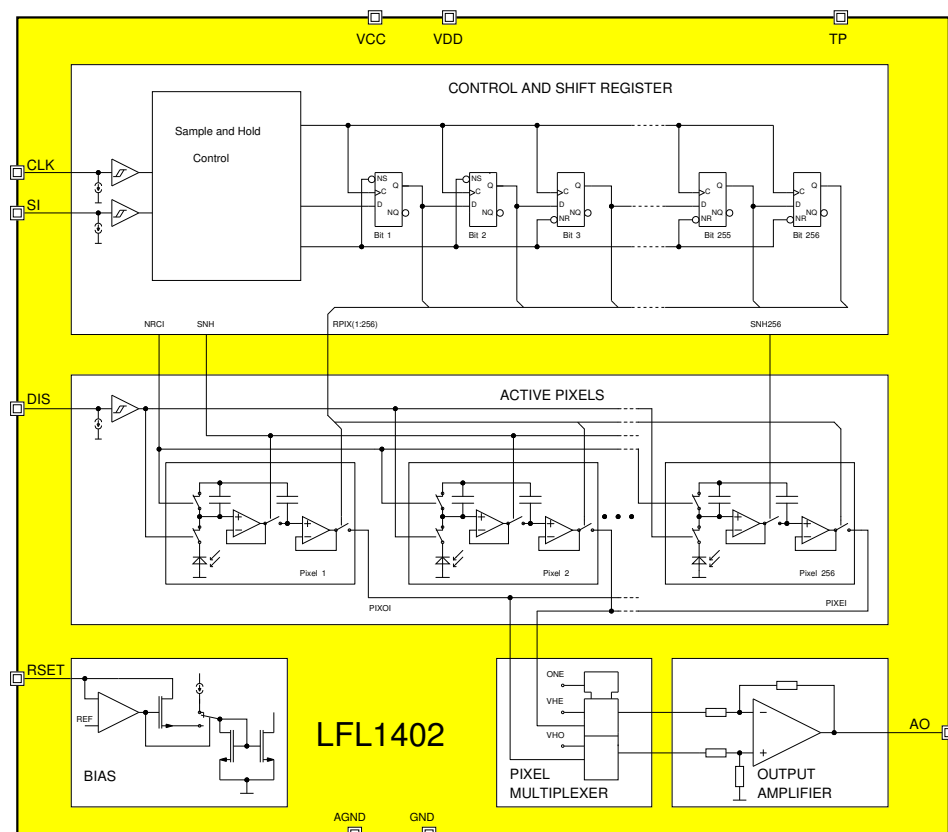 VCC VDD TP
CONTROL AND SHIFT REGISTER
Sample and Hold
Control
CLK
SI
NS Q C D NQ Bit 1
NS Q C D NQ Bit 2
Q C D NQ NR Bit 3
Q C D NQ NR Bit 255
Q C D NQ NR Bit 256
NRCI SNH RPIX(1:256) SNH256
ACTIVE PIXELS
DIS
+ − + − Pixel 1
+ − + − Pixel 2
+ − + − Pixel 256
PIXOI PIXEI
RSET
REF
BIAS
LFL1402
ONE
VHE
VHO
PIXEL
MULTIPLEXER
− +
OUTPUT
AMPLIFIER
AO
AGND GND